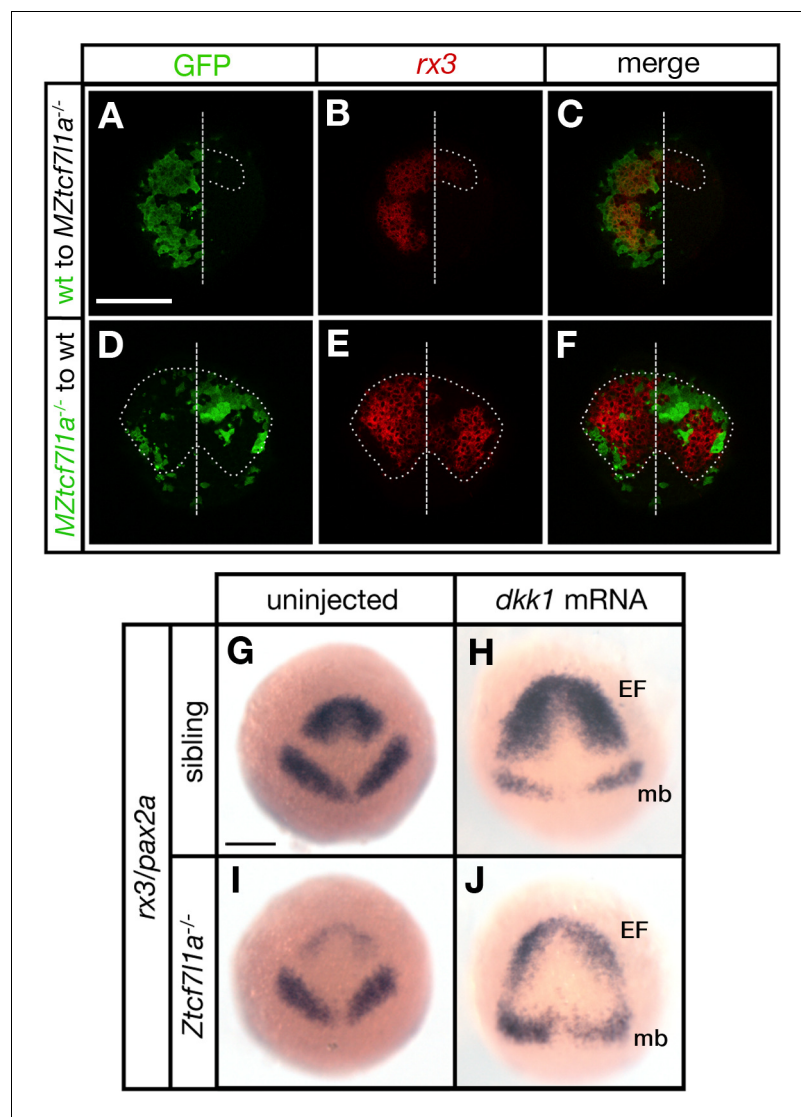 GFP rx3 merge
wt to MZtcf7l1a-/-
A B C
MZtcf7l1a-/- to wt
D E F
uninjected dkk1 mRNA
rx3/pax2a
sibling
G H
EF
mb
Ztcf7l1a-/-
I J
EF
mb